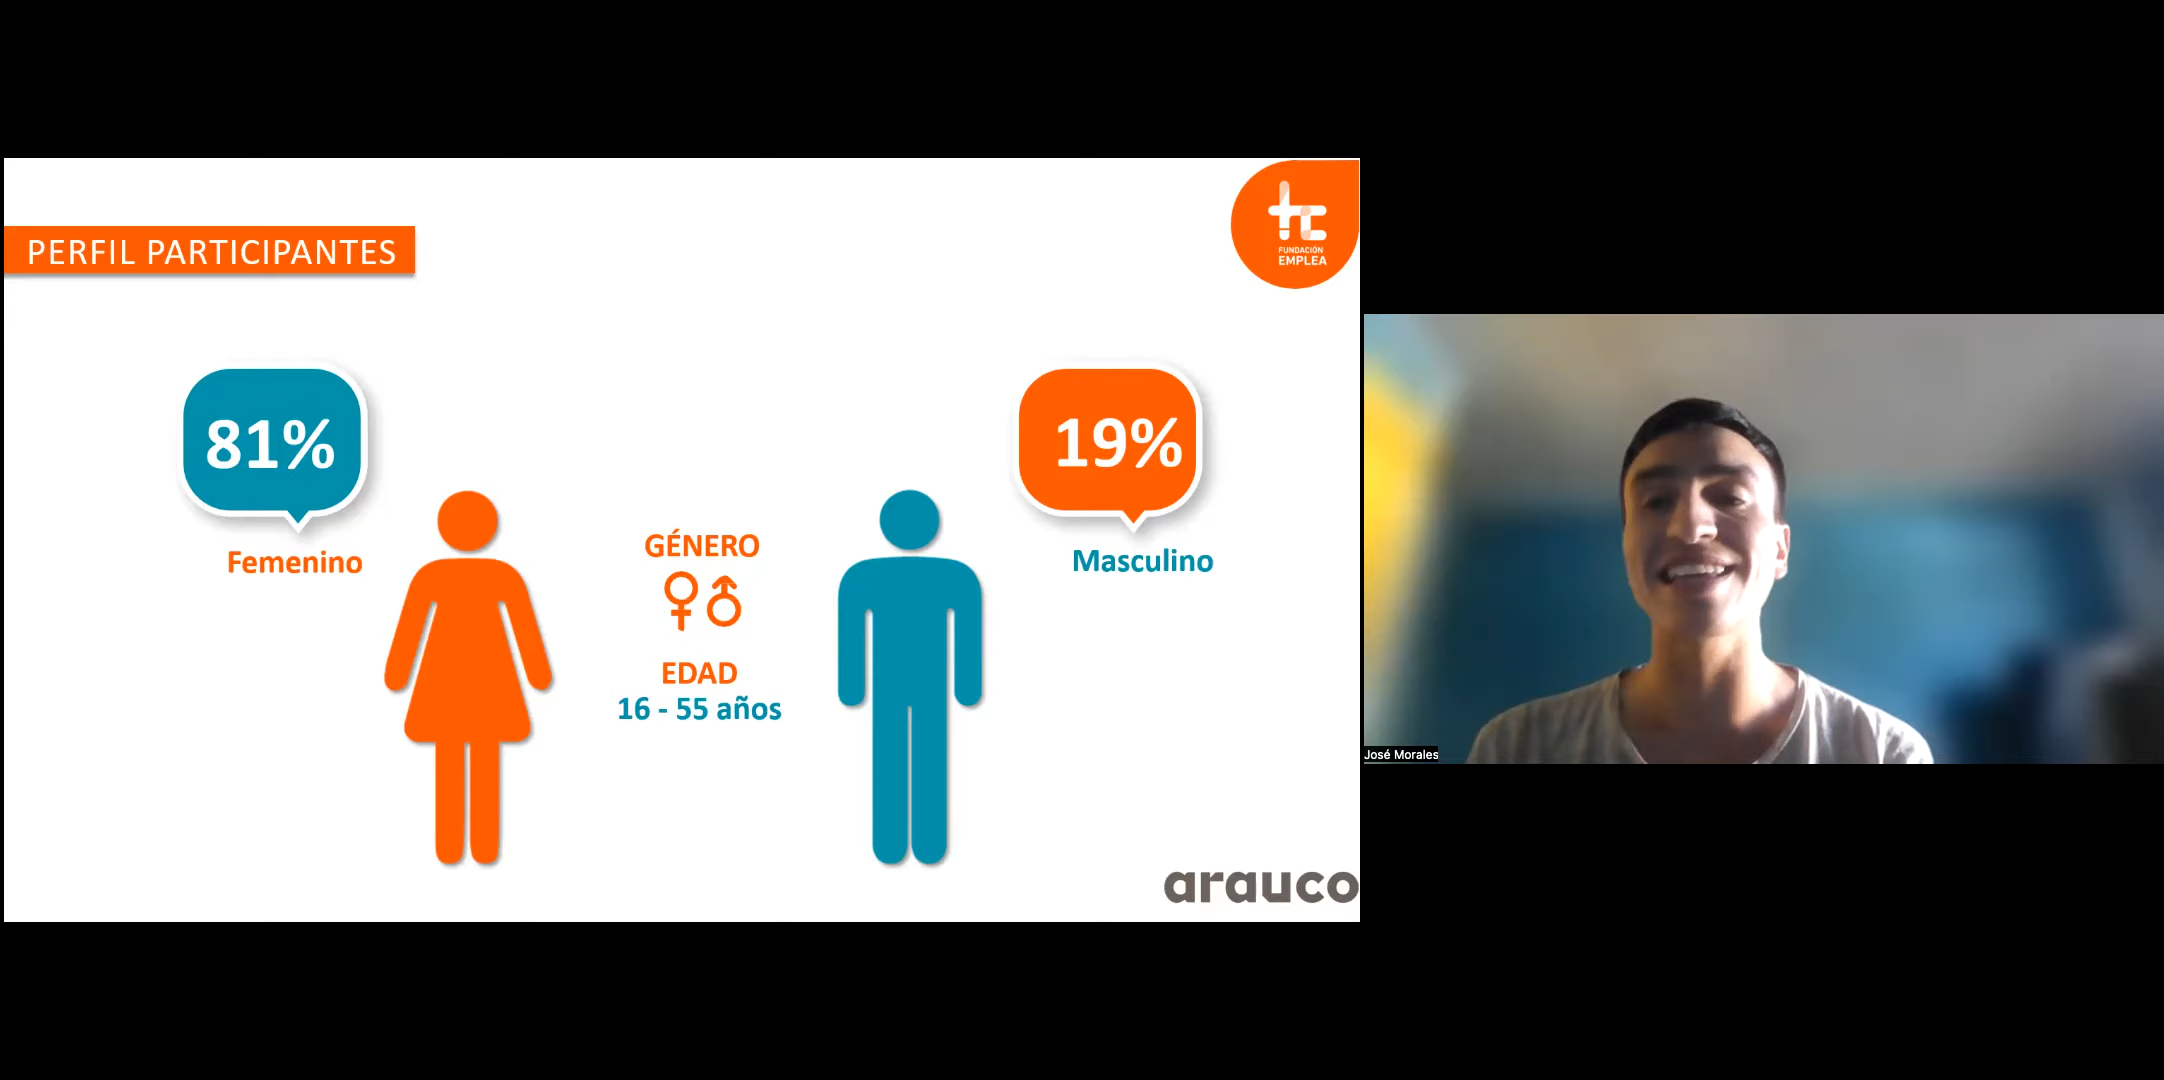 PERFIL PARTICIPANTES
FUNDACIÓN
EMPLEA
81%
Femenino
GÉNERO
EDAD
16 - 55 años
19%
Masculino
arauco
José Morales